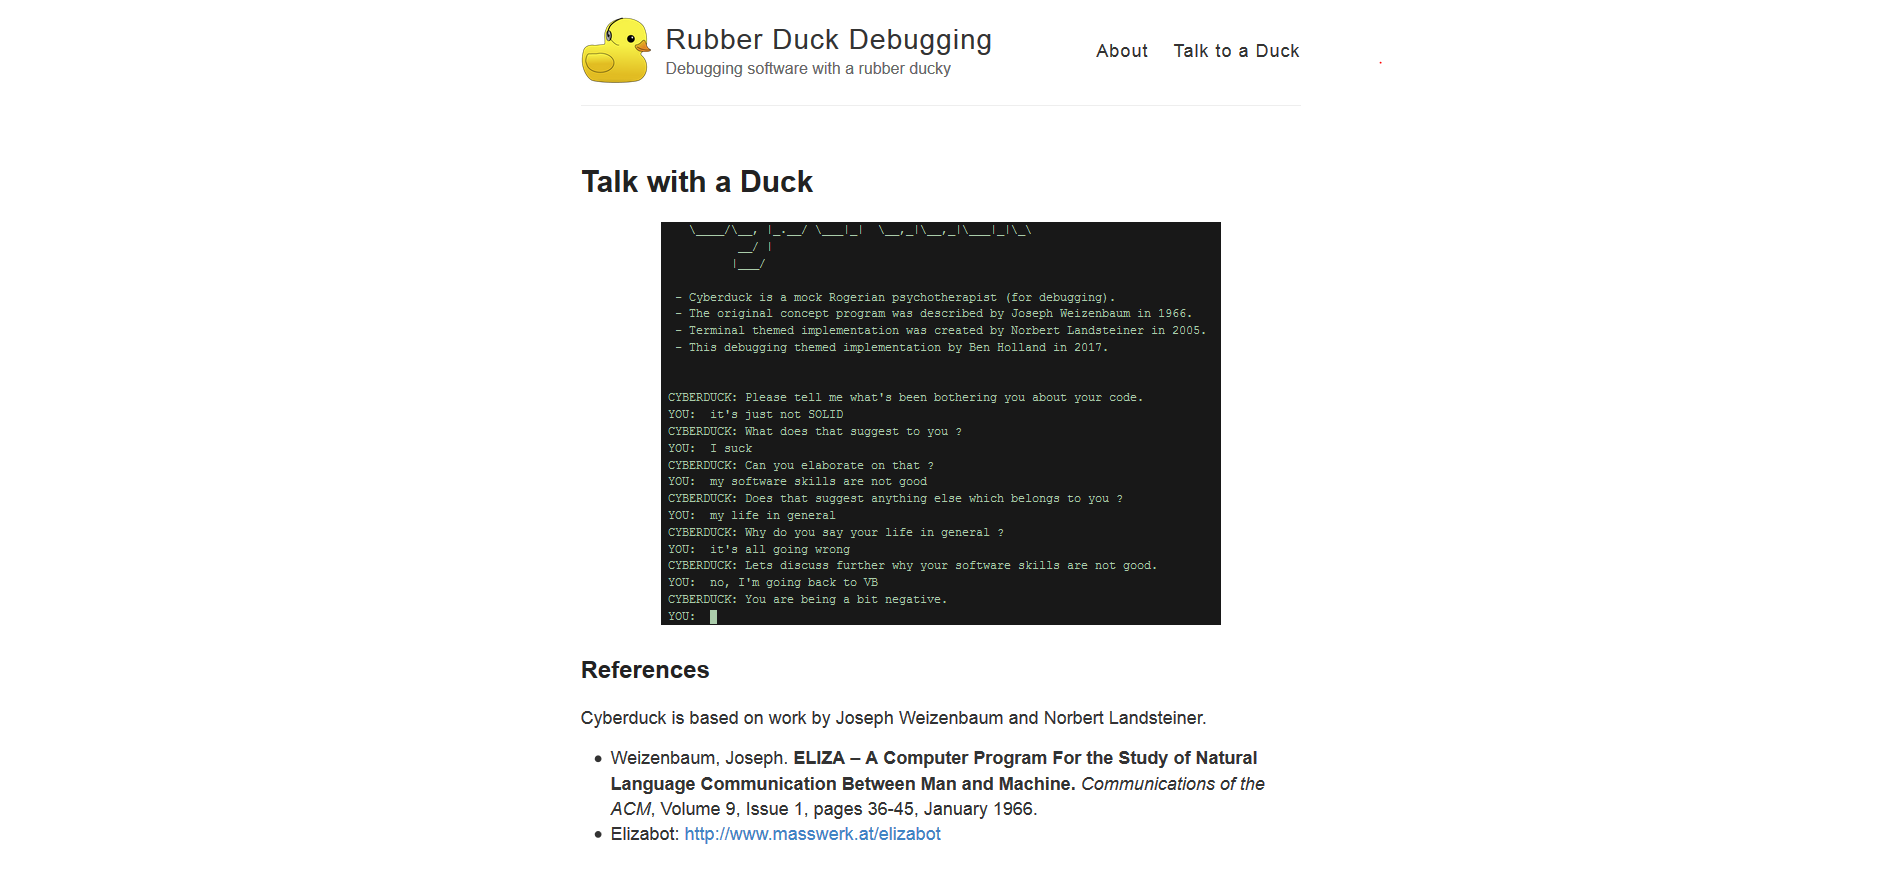 Rubber Duck Debugging
Debugging software with a rubber ducky
About Talk to a Duck
Talk with a Duck
\____/\__, |_.__/ \___|_|  \__,_|\__,_|\___|_|\_\
__/ |
|___/
- Cyberduck is a mock Rogerian psychotherapist (for debugging).
- The original concept program was described by Joseph Weizenbaum in 1966.
- Terminal themed implementation was created by Norbert Landsteiner in 2005.
- This debugging themed implementation by Ben Holland in 2017.
CYBERDUCK: Please tell me what's been bothering you about your code.
YOU:  it's just not SOLID
CYBERDUCK: What does that suggest to you ?
YOU:  I suck
CYBERDUCK: Can you elaborate on that ?
YOU:  my software skills are not good
CYBERDUCK: Does that suggest anything else which belongs to you ?
YOU:  my life in general
CYBERDUCK: Why do you say your life in general ?
YOU:  it's all going wrong
CYBERDUCK: Lets discuss further why your software skills are not good.
YOU:  no, I'm going back to VB
CYBERDUCK: You are being a bit negative.
YOU:
References
Cyberduck is based on work by Joseph Weizenbaum and Norbert Landsteiner.
• Weizenbaum, Joseph. ELIZA – A Computer Program For the Study of Natural
Language Communication Between Man and Machine. Communications of the
ACM, Volume 9, Issue 1, pages 36-45, January 1966.
• Elizabot: http://www.masswerk.at/elizabot